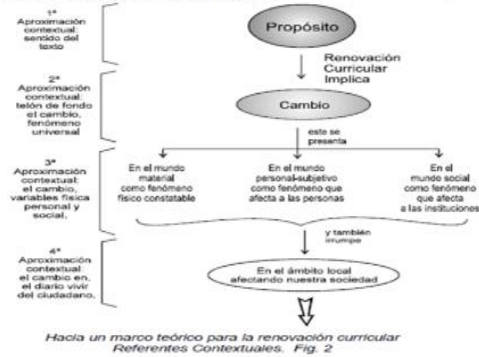 1ª
Aproximación
contextual:
sentido del
texto
Propósito
Renovación
Curricular
Implica
2ª
Aproximación
contextual:
telón de fondo
el cambio,
fenómeno
universal
Cambio
este se
presenta
3ª
Aproximación
contextual:
el cambio,
variables física
personal y
social,
En el mundo
material
como fenómeno
físico constatable
En el mundo
personal-subjetivo
como fenómeno que
afecta a las personas
En el
mundo social
como fenómeno
que afecta
a las instituciones
y también
irrumpe
4ª
Aproximación
contextual
el cambio en,
el diario vivir
del ciudadano,
En el ámbito local
afectando nuestra sociedad
Hacia un marco teórico para la renovación curricular
Referentes Contextuales. Fig. 2